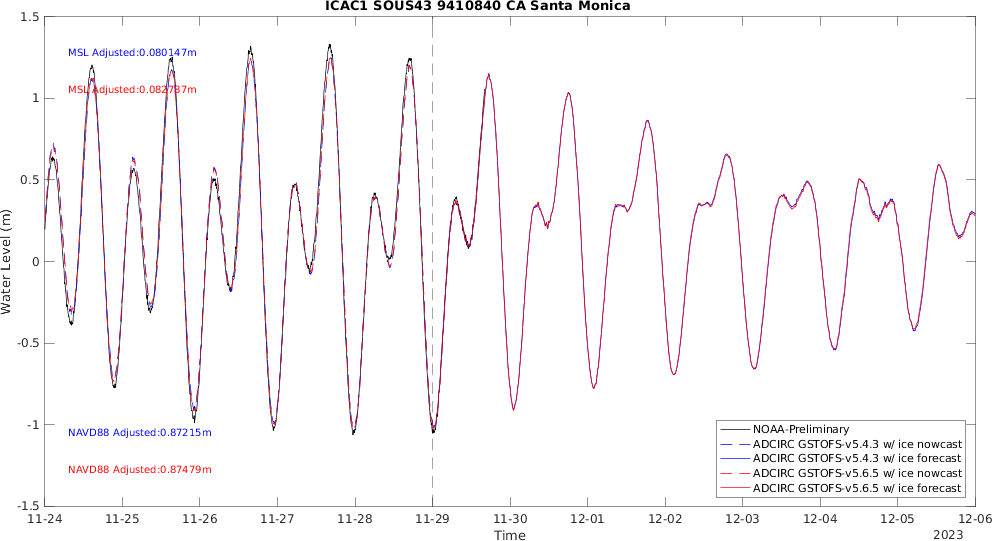 ICAC1 SOUS43 9410840 CA Santa Monica
1.5
1
0.5
0
-0.5
-1
-1.5
Water Level (m)
MSL Adjusted:0.080147m
MSL Adjusted:0.082787m
NAVD88 Adjusted:0.87215m
NAVD88 Adjusted:0.87479m
NOAA-Preliminary
ADCIRC GSTOFS-v5.4.3 w/ ice nowcast
ADCIRC GSTOFS-v5.4.3 w/ ice forecast
ADCIRC GSTOFS-v5.6.5 w/ ice nowcast
ADCIRC GSTOFS-v5.6.5 w/ ice forecast
11-24 11-25 11-26 11-27 11-28 11-29 11-30 12-01 12-02 12-03 12-04 12-05 12-06
Time
2023